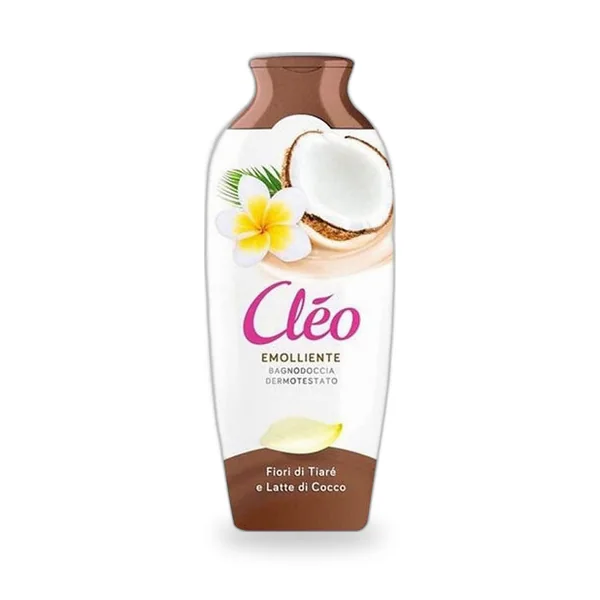 Cléo
EMOLLIENTE
BAGNODOCCIA
DERMOTESTATO
Fiori di Tiaré
e Latte di Cocco